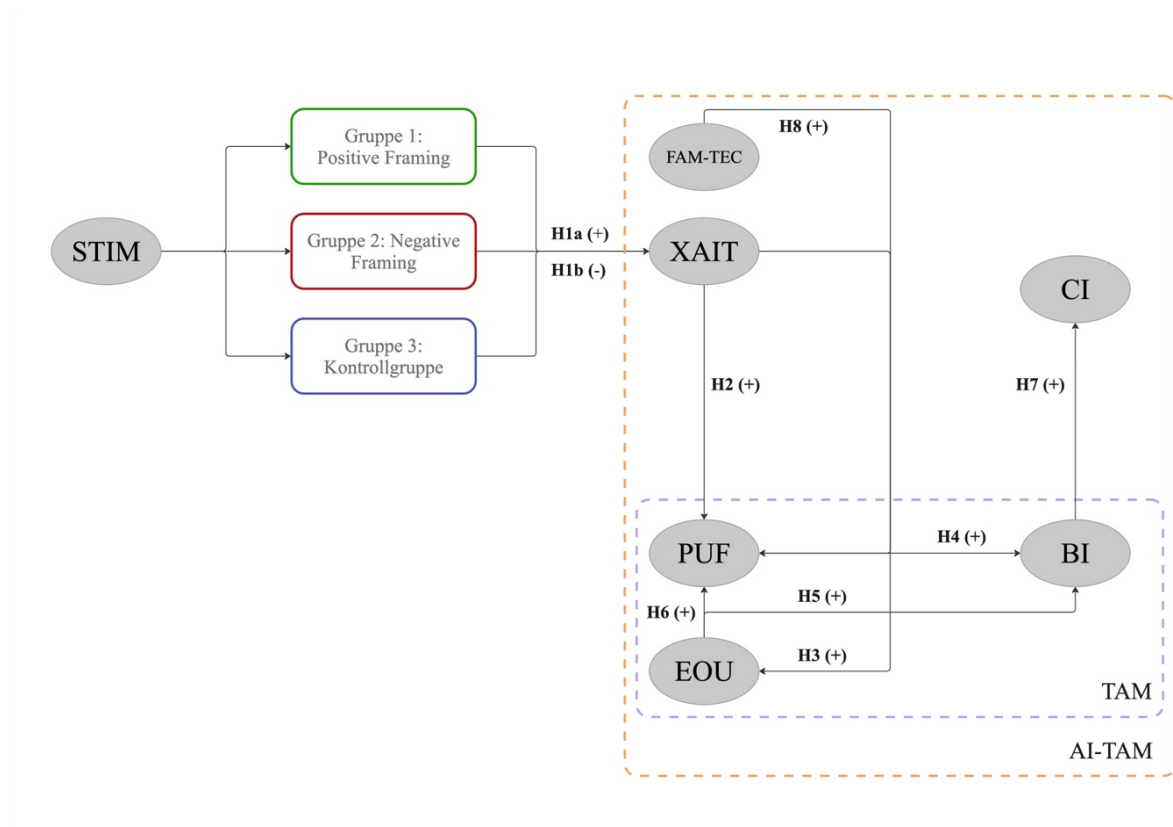 H8 (+)
Gruppe 1:
Positive Framing
FAM-TEC
STIM
Gruppe 2: Negative
Framing
H1a (+)
H1b (-)
XAIT
CI
Gruppe 3:
Kontrollgruppe
H2 (+)
H7 (+)
PUF
H4 (+)
BI
H5 (+)
H6 (+)
H3 (+)
EOU
TAM
AI-TAM